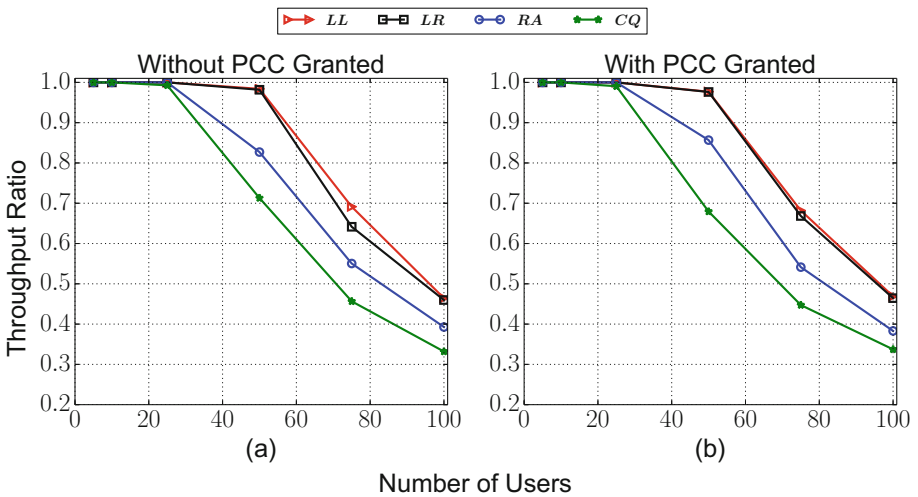 LL LR RA CQ
Without PCC Granted
With PCC Granted
Throughput Ratio
1.0
0.9
0.8
0.7
0.6
0.5
0.4
0.3
0.2
0 20 40 60 80 100
(a)
1.0
0.9
0.8
0.7
0.6
0.5
0.4
0.3
0.2
0 20 40 60 80 100
(b)
Number of Users